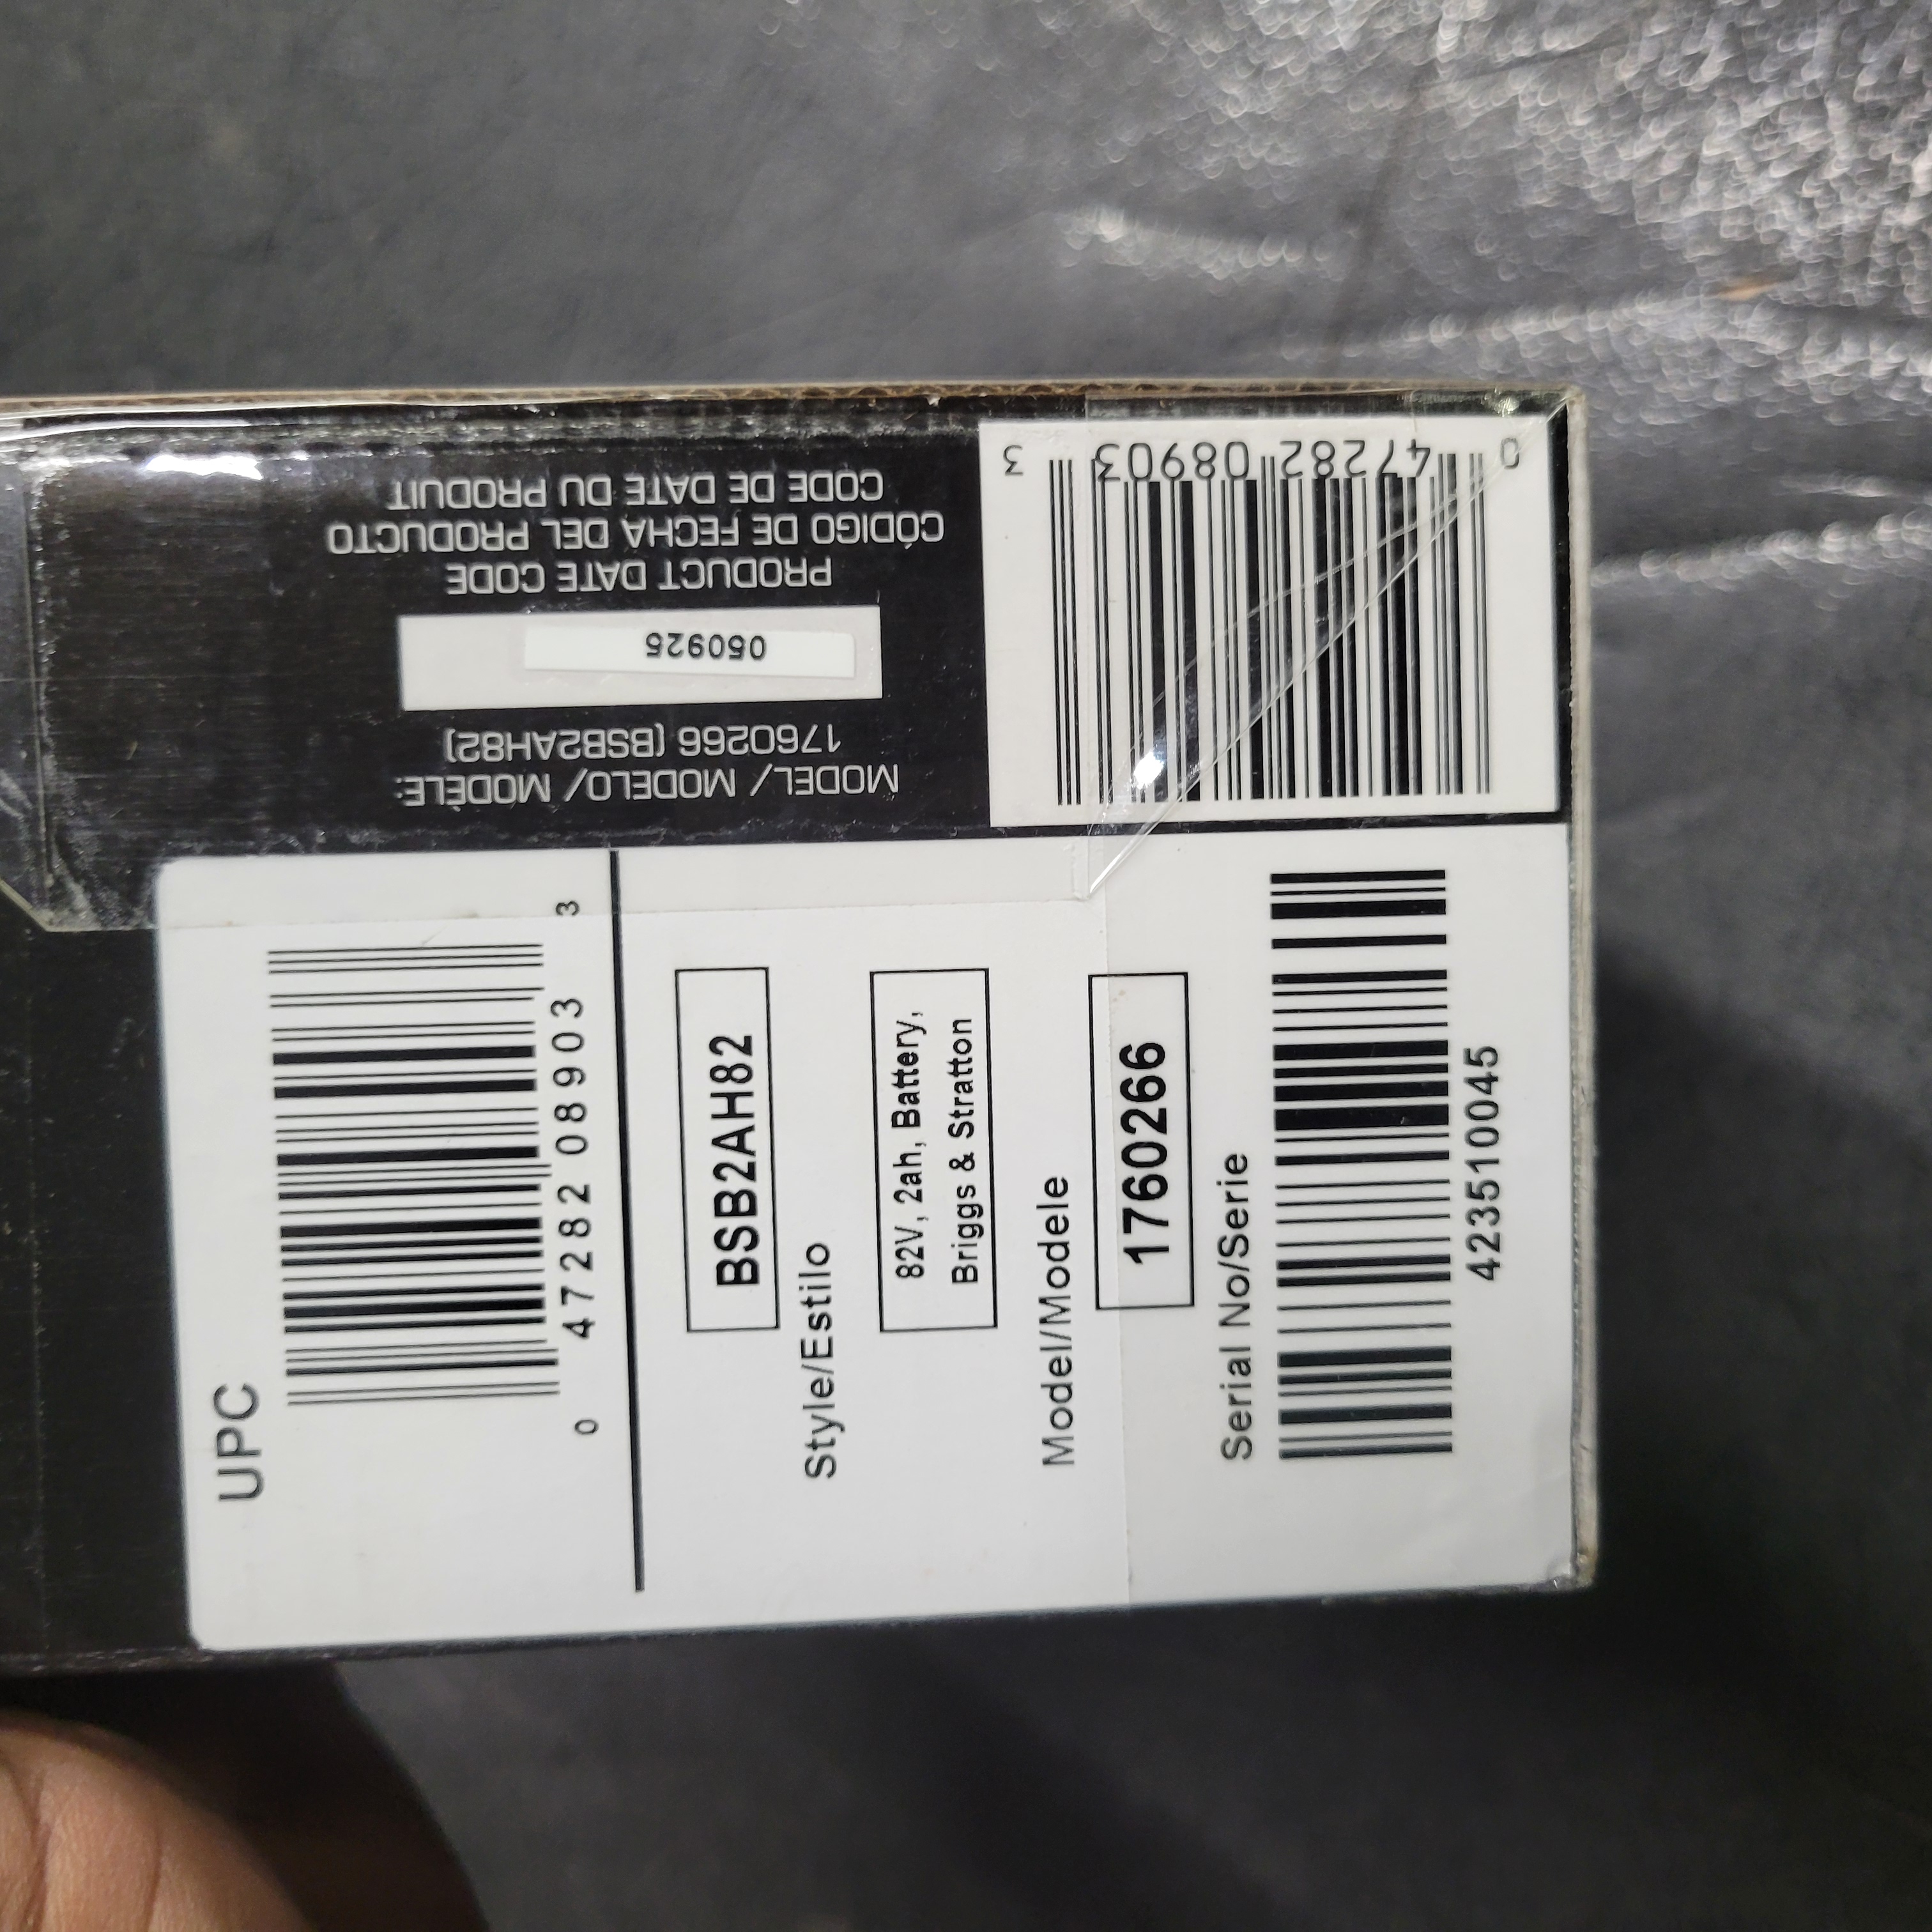 CODE DE DATE DU PRODUIT
CÓDIGO DE FECHA DEL PRODUCTO
PRODUCT DATE CODE
050925
1760266 (BSB2AH82)
MODEL/ MODELO/ MODÈLE:
0 47282 08903 3
UPC
0 47282 08903 3
BSB2AH82
Style/Estilo
82V, 2ah, Battery,
Briggs & Stratton
Model/Modele
1760266
Serial No/Serie
423510045